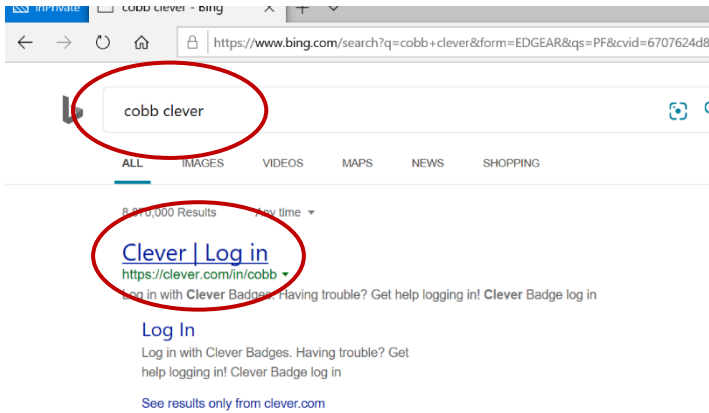 InPrivate cobb clever - Bing
https://www.bing.com/search?q=cobb+clever&form=EDGEAR&qs=PF&cvid=6707624d8
cobb clever
ALL IMAGES VIDEOS MAPS NEWS SHOPPING
8,870,000 Results Any time
Clever | Log in
https://clever.com/in/cobb
Log in with Clever Badges. Having trouble? Get help logging in! Clever Badge log in
Log In
Log in with Clever Badges. Having trouble? Get
help logging in! Clever Badge log in
See results only from clever.com